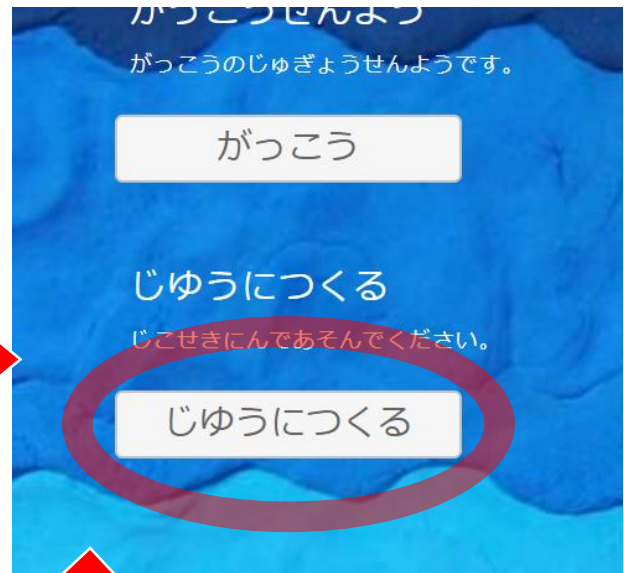 がっこうせんよう
がっこうのじゅぎょうせんようです。
がっこう
じゆうにつくる
じこせきにんであそんでください。
じゆうにつくる